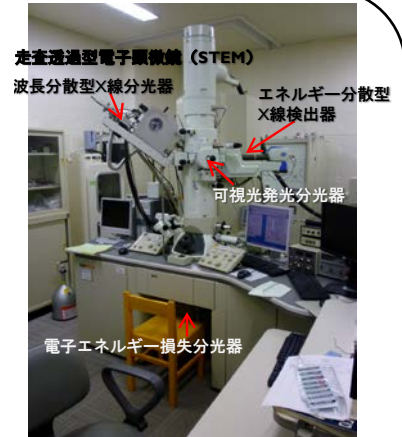 走査透過型電子顕微鏡（STEM）
波長分散型X線分光器
エネルギー分散型
X線検出器
可視光発光分光器
電子エネルギー損失分光器